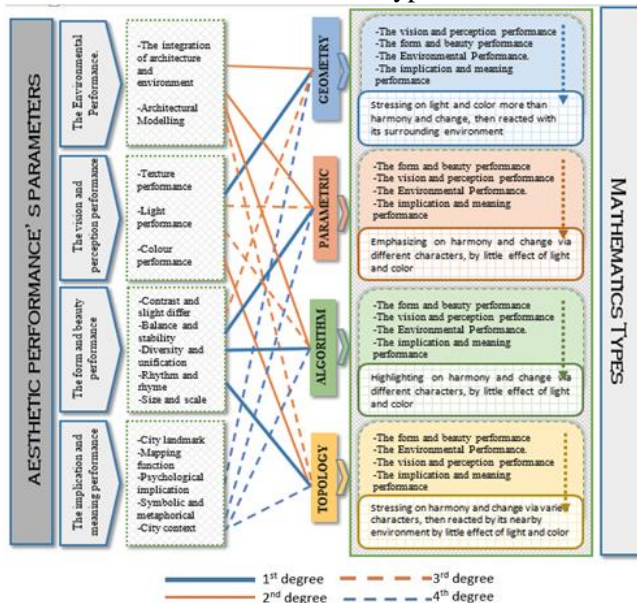 AESTHETIC PERFORMANCE' S PARAMETERS
The Environmental
Performance.
-The integration
of architecture
and
environment
-Architectural
Modelling
The vision and
perception performance
-Texture
performance
-Light
performance
-Colour
performance
The form and beauty
performance
-Contrast and
slight differ
-Balance and
stability
-Diversity and
unification
-Rhythm and
rhyme
-Size and scale
The implication and
meaning performance
-City landmark
-Mapping
function
-Psychological
implication
-Symbolic and
metaphorical
-City context
GEOMETRY
-The vision and perception performance
-The form and beauty performance
-The Environmental Performance.
-The implication and meaning
performance
Stressing on light and color more than
harmony and change, then reacted with
its surrounding environment
PARAMETRIC
-The form and beauty performance
-The vision and perception performance
-The Environmental Performance.
-The implication and meaning
performance
Emphasizing on harmony and change via
different characters, by little effect of light
and color
ALGORITHM
-The form and beauty performance
-The vision and perception performance
-The Environmental Performance.
-The implication and meaning
performance
Highlighting on harmony and change via
different characters, by little effect of light
and color
TOPOLOGY
-The form and beauty performance
-The Environmental Performance.
-The vision and perception performance
-The implication and meaning
performance
Stressing on harmony and change via varied
characters, then reacted by its nearby
environment by little effect of light and color
MATHEMATICS TYPES
1st degree
3rd degree
2nd degree
4th degree